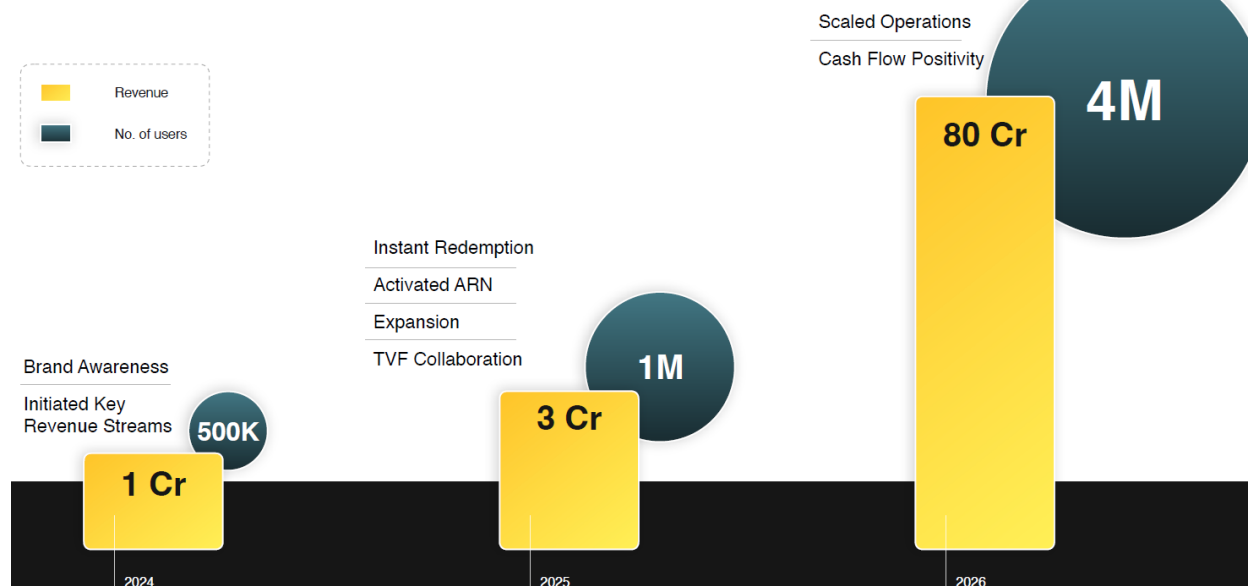 Revenue
No. of users
Brand Awareness
Initiated Key
Revenue Streams
500K
1 Cr
2024
Instant Redemption
Activated ARN
Expansion
TVF Collaboration
1M
3 Cr
2025
Scaled Operations
Cash Flow Positivity
4M
80 Cr
2026